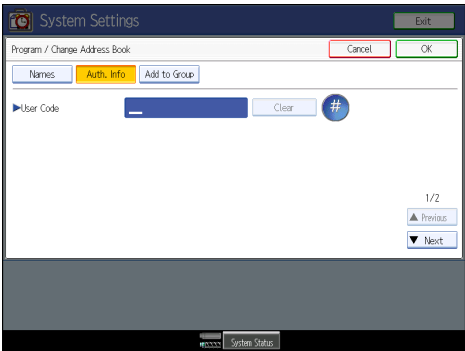 System Settings
Exit
Program / Change Address Book
Cancel
OK
Names
Auth. Info
Add to Group
▶User Code
Clear
#
1/2
▲ Previous
▼ Next
System Status